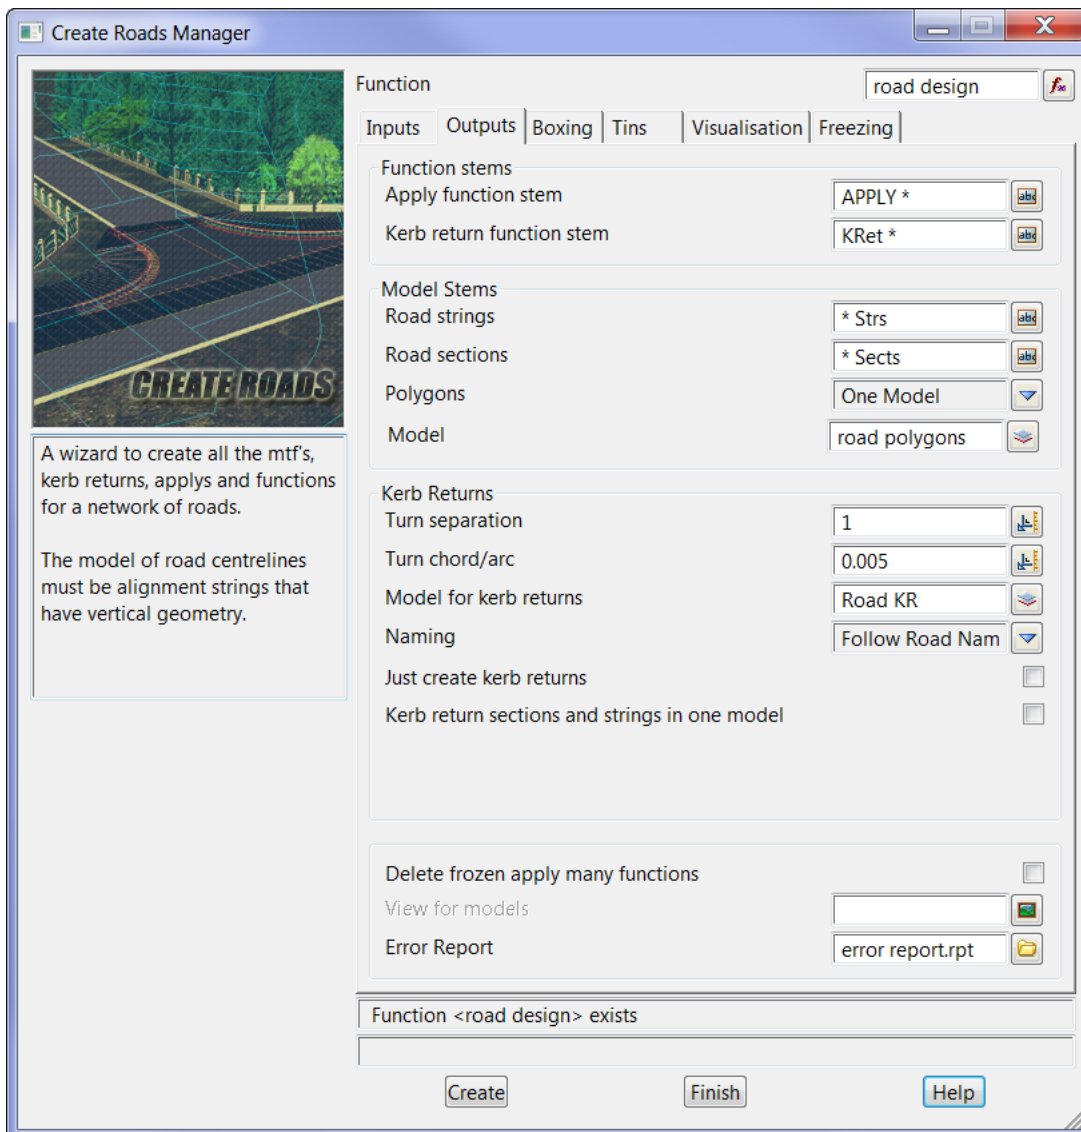 Create Roads Manager
CREATE ROADS
A wizard to create all the mtf's,
kerb returns, applys and functions
for a network of roads.
The model of road centrelines
must be alignment strings that
have vertical geometry.
Function road design
Inputs Outputs Boxing Tins Visualisation Freezing
Function stems
Apply function stem APPLY * abc
Kerb return function stem KRet * abc
Model Stems
Road strings * Strs abc
Road sections * Sects abc
Polygons One Model
Model road polygons
Kerb Returns
Turn separation 1
Turn chord/arc 0.005
Model for kerb returns Road KR
Naming Follow Road Nam
Just create kerb returns
Kerb return sections and strings in one model
Delete frozen apply many functions
View for models
Error Report error report.rpt
Function <road design> exists
Create Finish Help